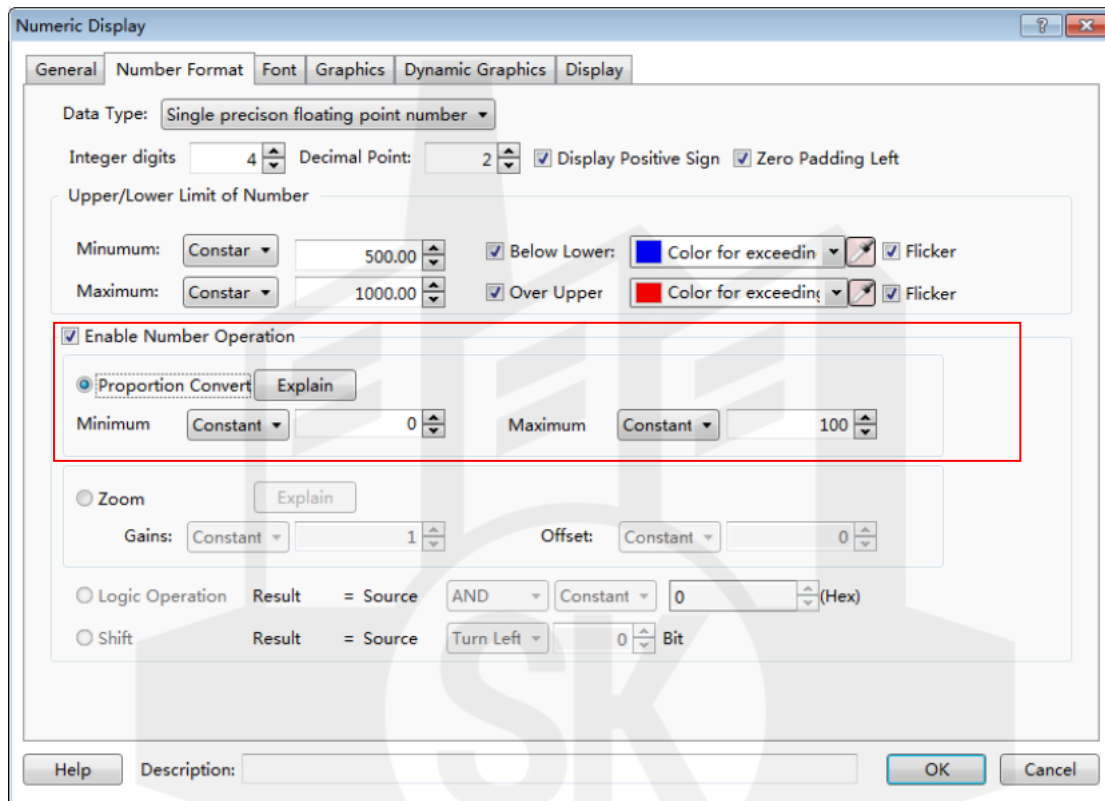 Numeric Display
General Number Format Font Graphics Dynamic Graphics Display
Data Type: Single precison floating point number
Integer digits 4 Decimal Point: 2 Display Positive Sign Zero Padding Left
Upper/Lower Limit of Number
Minumum: Constar 500.00 Below Lower: Color for exceedin Flicker
Maximum: Constar 1000.00 Over Upper Color for exceeding Flicker
Enable Number Operation
Proportion Convert Explain
Minimum Constant 0 Maximum Constant 100
Zoom Explain
Gains: Constant 1 Offset: Constant 0
Logic Operation Result = Source AND Constant 0 (Hex)
Shift Result = Source Turn Left 0 Bit
SK
Help Description: OK Cancel